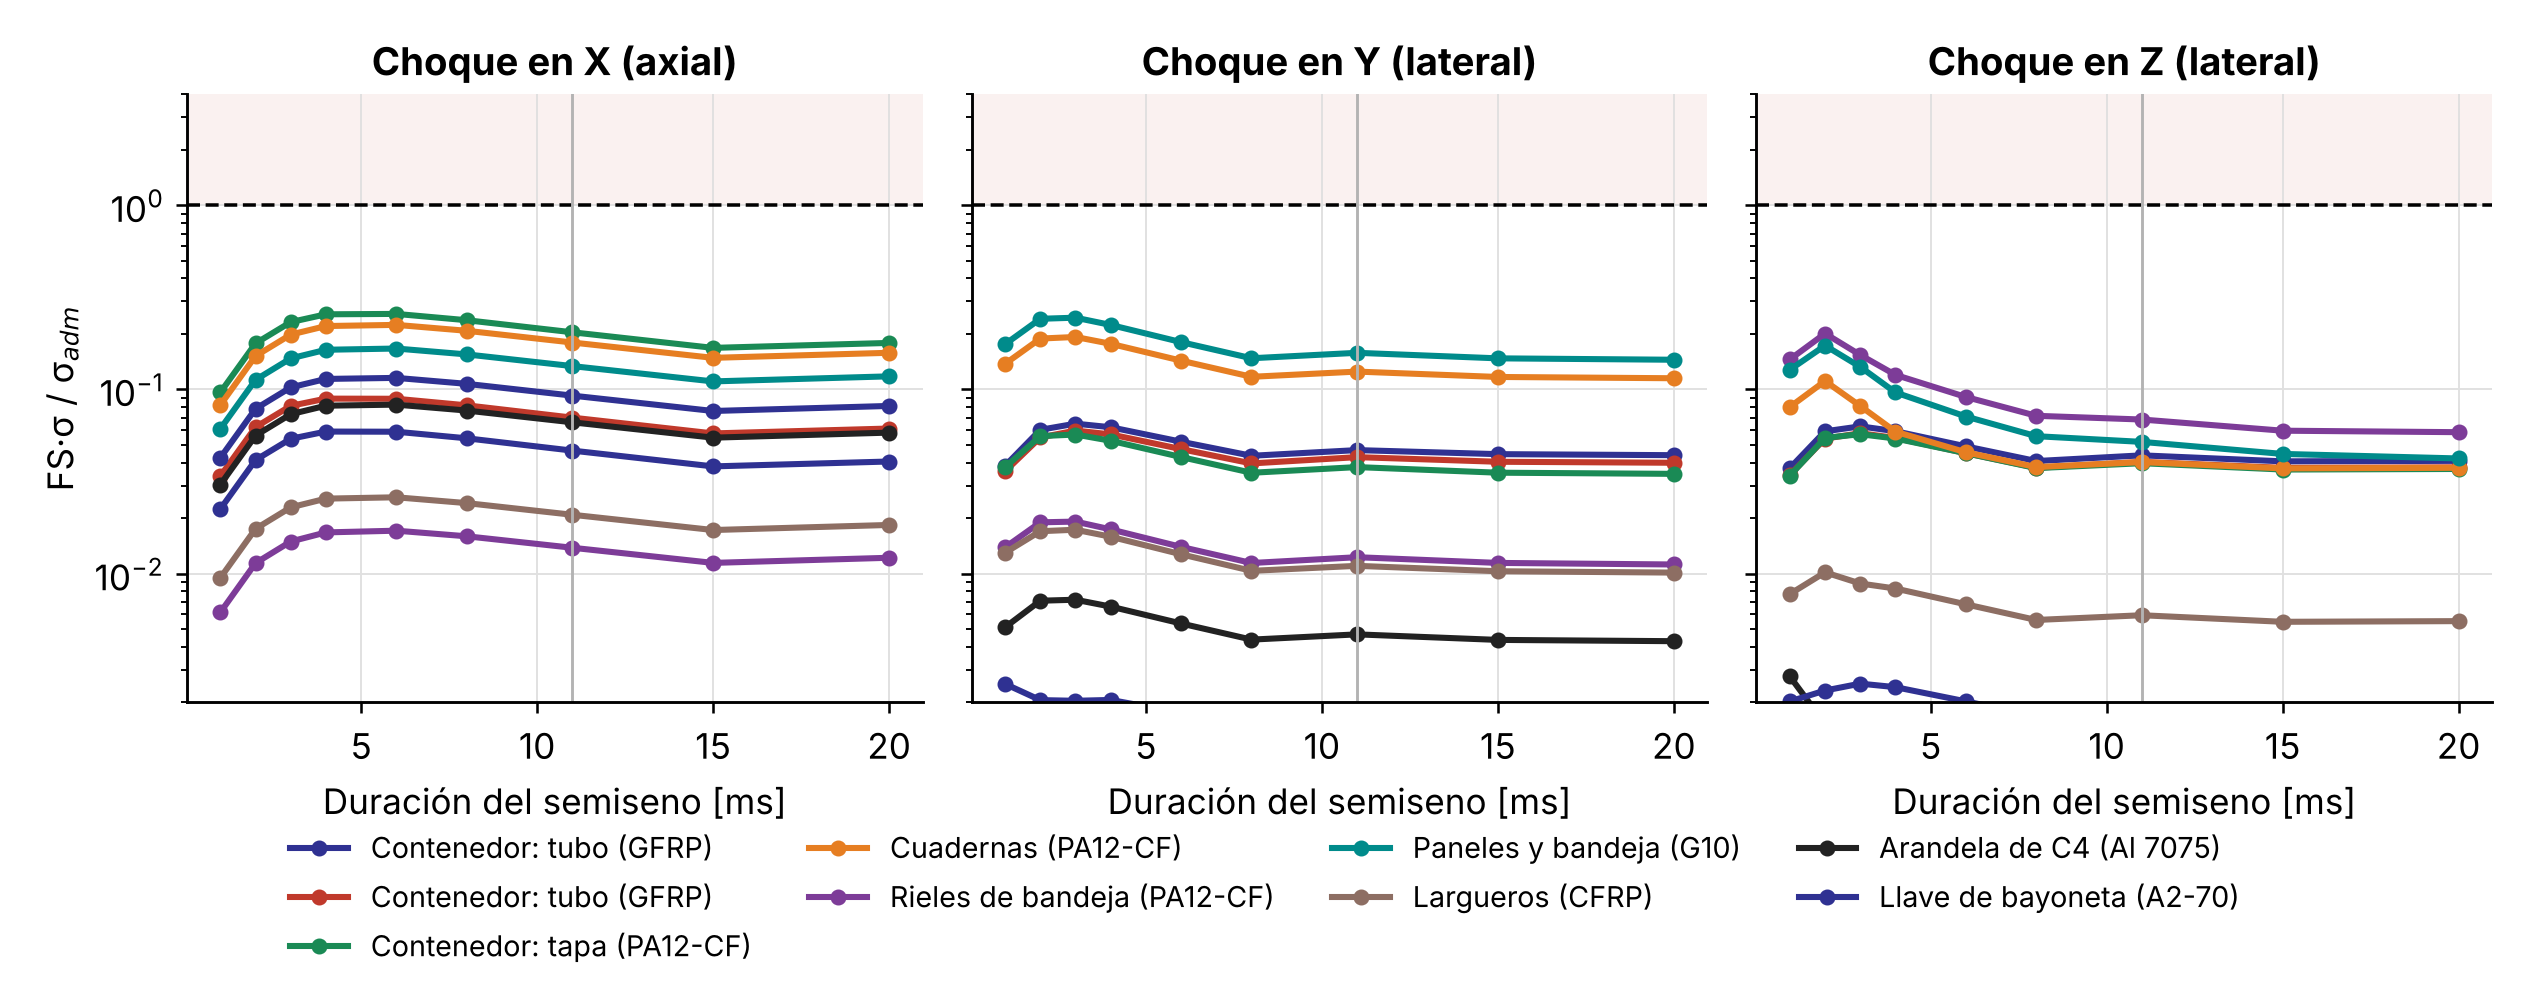 Choque en X (axial)
Choque en Y (lateral)
Choque en Z (lateral)
FS·σ / σadm
10⁰
10⁻¹
10⁻²
5 10 15 20
5 10 15 20
5 10 15 20
Duración del semiseno [ms]
Duración del semiseno [ms]
Duración del semiseno [ms]
Contenedor: tubo (GFRP)
Contenedor: tubo (GFRP)
Contenedor: tapa (PA12-CF)
Cuadernas (PA12-CF)
Rieles de bandeja (PA12-CF)
Paneles y bandeja (G10)
Largueros (CFRP)
Arandela de C4 (Al 7075)
Llave de bayoneta (A2-70)